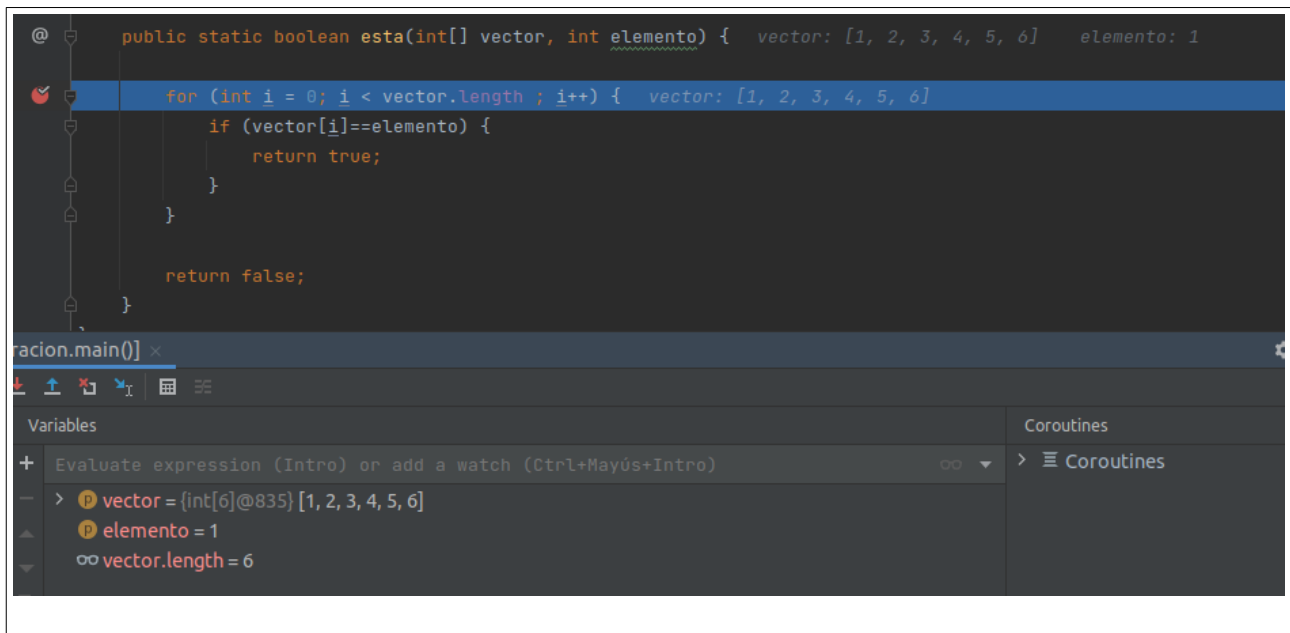 @ public static boolean esta(int[] vector, int elemento) { vector: [1, 2, 3, 4, 5, 6] elemento: 1
for (int i = 0; i < vector.length ; i++) { vector: [1, 2, 3, 4, 5, 6]
if (vector[i]==elemento) {
return true;
}
}
return false;
}
racion.main()] ×
Variables
Coroutines
Evaluate expression (Intro) or add a watch (Ctrl+Mayús+Intro)
Coroutines
vector = {int[6]@835} [1, 2, 3, 4, 5, 6]
elemento = 1
vector.length = 6